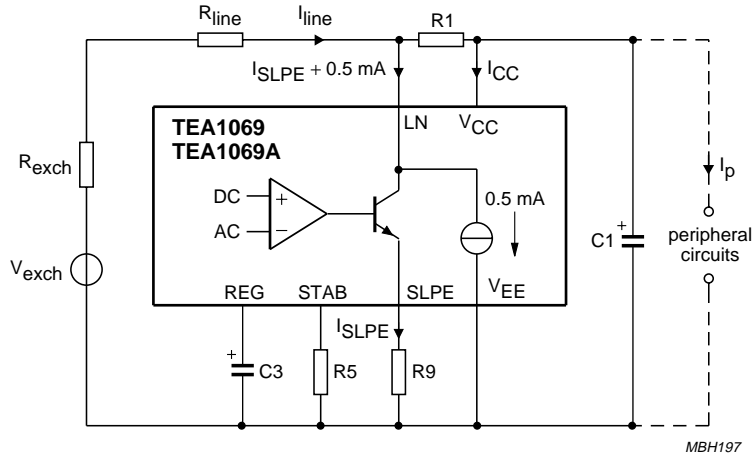 Rline
Iline
R1
ISLPE + 0.5 mA
ICC
TEA1069
TEA1069A
LN
VCC
Rexch
DC
+
AC
−
0.5 mA
Ip
+
C1
peripheral
circuits
Vexch
REG
STAB
SLPE
VEE
ISLPE
+
C3
R5
R9
MBH197